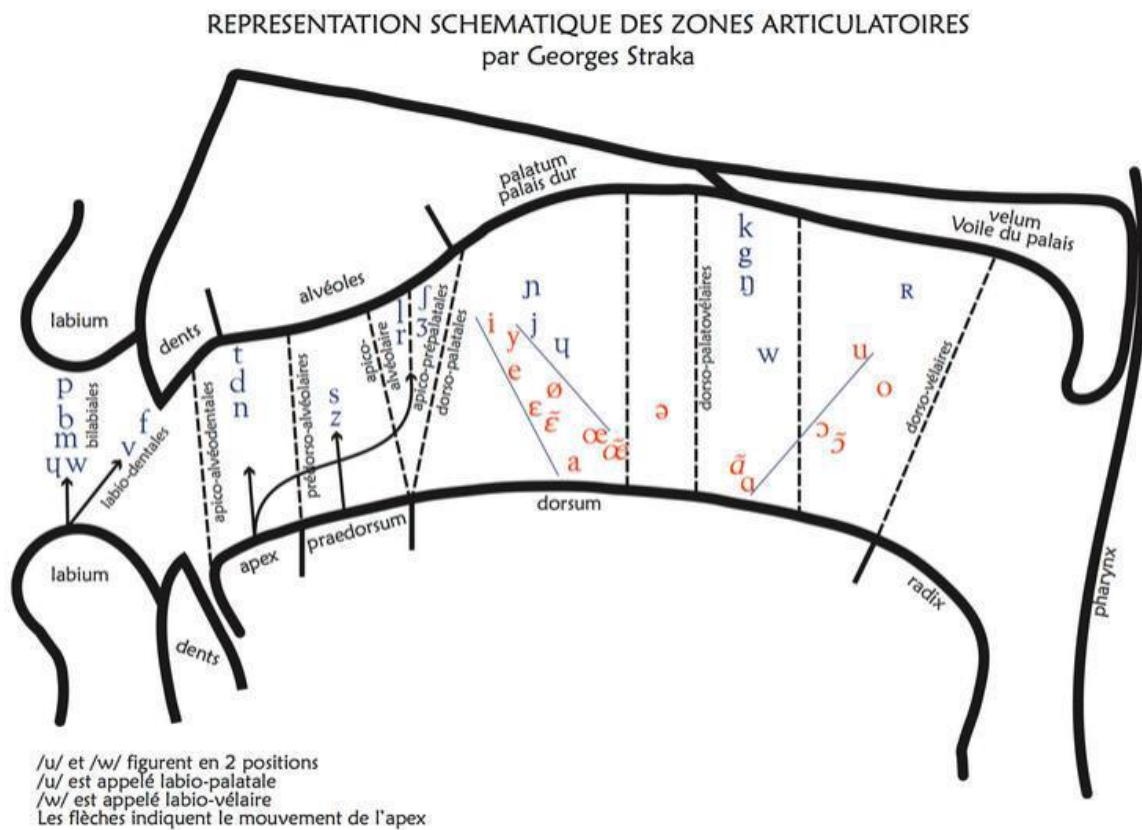 REPRESENTATION SCHEMATIQUE DES ZONES ARTICULATOIRES
par Georges Straka
palatum
palais dur
velum
Voile du palais
alvéoles
labium
dents
p
b
m
ɥ w
bilabiales
f
v
labio-dentales
apico-alvéodentales
t
d
n
prédorso-alvéolaires
s
z
apico-
alvéolaire
l
r
ʃ
ʒ
apico-prépalatales
dorso-palatales
ɲ
i
j
y
ɥ
e
ø
ɛ
ɛ̃
œ
œ̃
a
ə
dorso-palatovélaires
k
g
ŋ
w
ʀ
u
o
ɔ
ɔ̃
ɑ̃
ɑ
dorso-vélaires
labium
dents
apex
praedorsum
dorsum
radix
pharynx
/u/ et /w/ figurent en 2 positions
/u/ est appelé labio-palatale
/w/ est appelé labio-vélaire
Les flèches indiquent le mouvement de l'apex